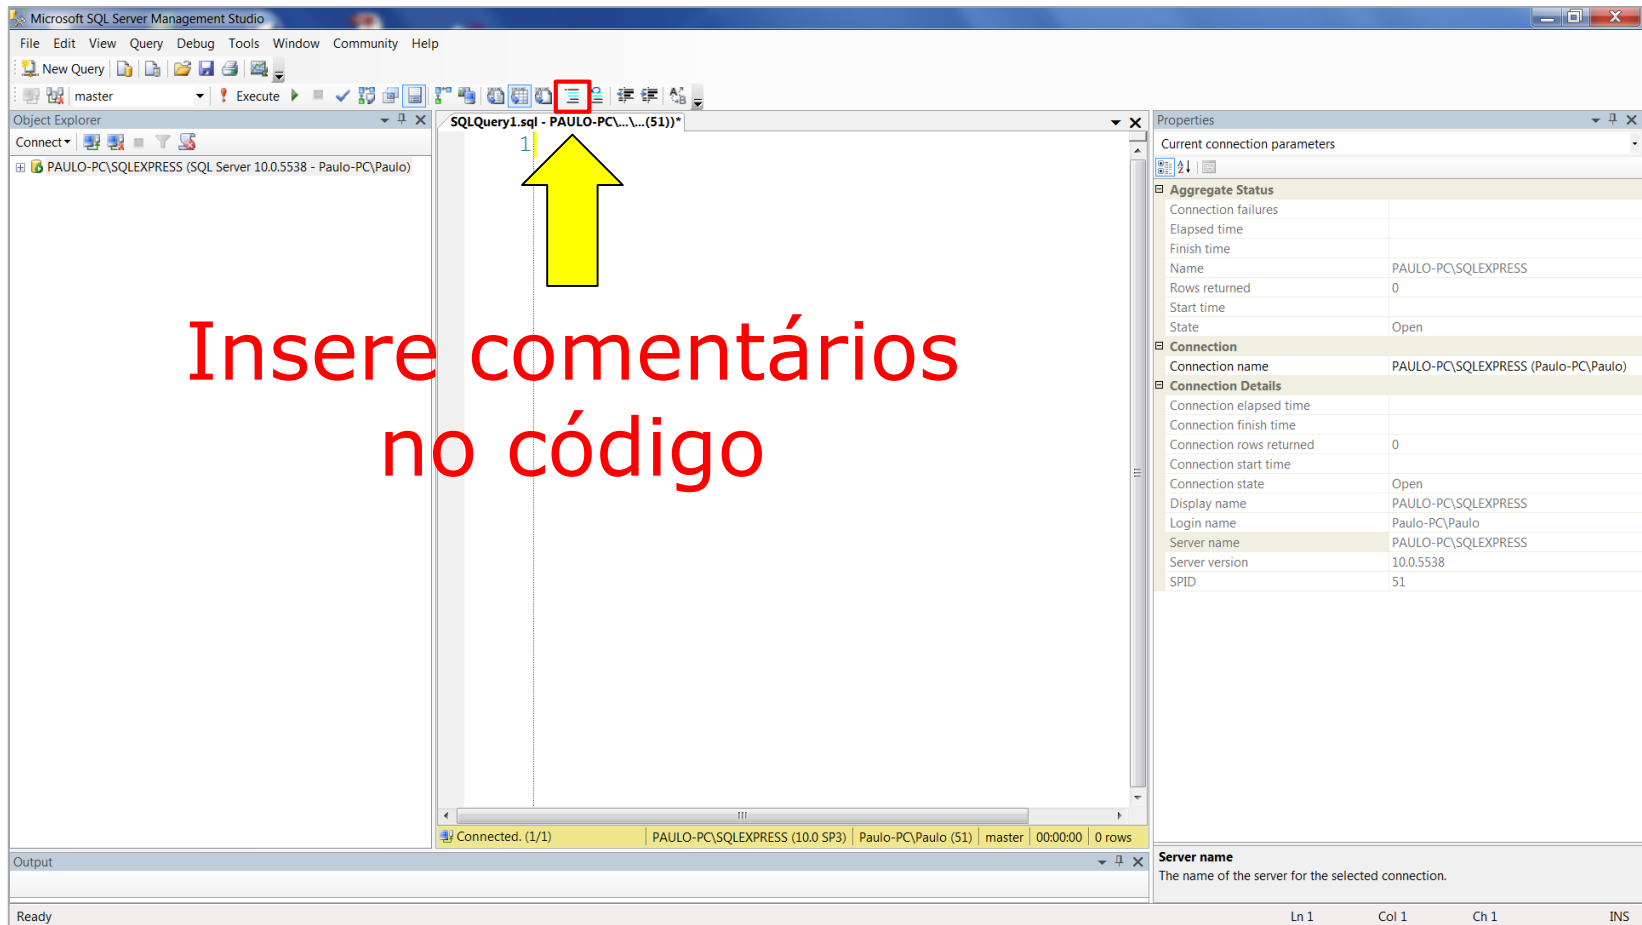 Microsoft SQL Server Management Studio
File Edit View Query Debug Tools Window Community Help
New Query
master Execute
Object Explorer
Connect
PAULO-PC\SQLEXPRESS (SQL Server 10.0.5538 - Paulo-PC\Paulo)
SQLQuery1.sql - PAULO-PC\...\...(51))*
1
Insere comentários
no código
Connected. (1/1) PAULO-PC\SQLEXPRESS (10.0 SP3) Paulo-PC\Paulo (51) master 00:00:00 0 rows
Output
Properties
Current connection parameters
Aggregate Status
Connection failures
Elapsed time
Finish time
Name PAULO-PC\SQLEXPRESS
Rows returned 0
Start time
State Open
Connection
Connection name PAULO-PC\SQLEXPRESS (Paulo-PC\Paulo)
Connection Details
Connection elapsed time
Connection finish time
Connection rows returned 0
Connection start time
Connection state Open
Display name PAULO-PC\SQLEXPRESS
Login name Paulo-PC\Paulo
Server name PAULO-PC\SQLEXPRESS
Server version 10.0.5538
SPID 51
Server name
The name of the server for the selected connection.
Ready Ln 1 Col 1 Ch 1 INS